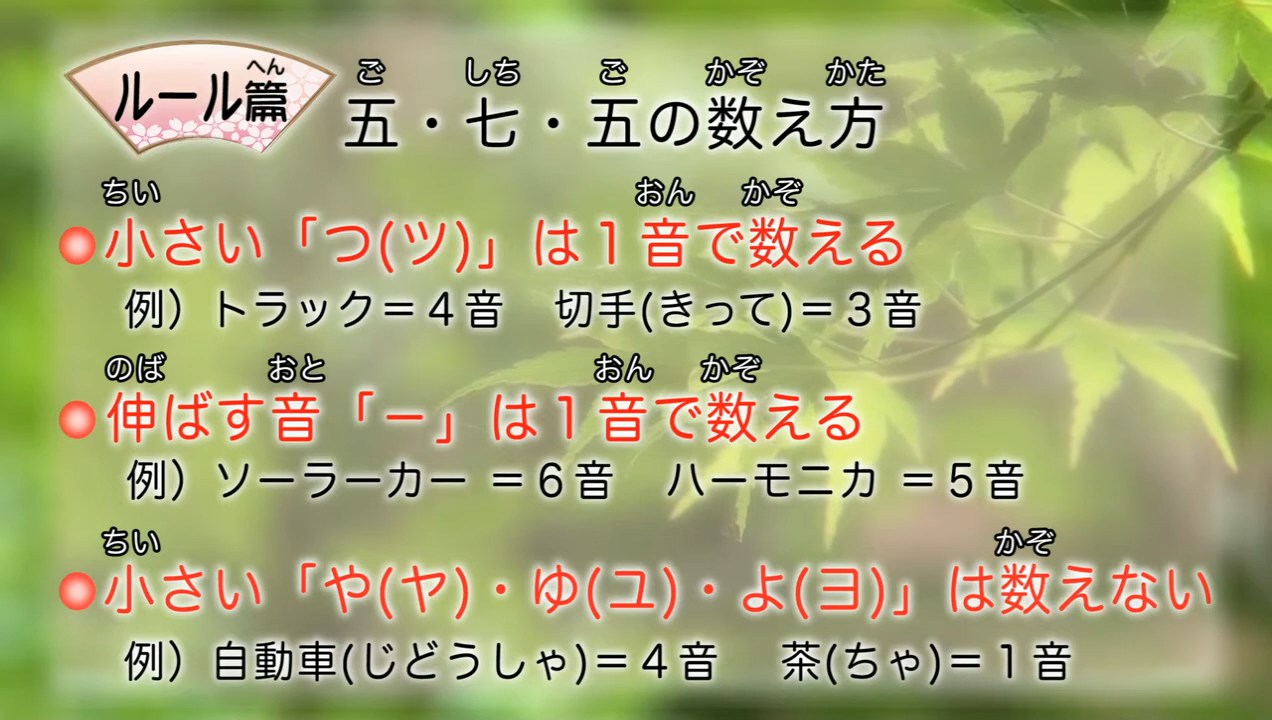 へん
ルール篇
ご しち ご かぞ かた
五・七・五の数え方
ちい おん かぞ
小さい「つ(ツ)」は1音で数える
例）トラック＝4音　切手(きって)＝3音
のば おと おん かぞ
伸ばす音「ー」は1音で数える
例）ソーラーカー ＝6音　ハーモニカ ＝5音
ちい かぞ
小さい「や(ヤ)・ゆ(ユ)・よ(ヨ)」は数えない
例）自動車(じどうしゃ)＝4音　茶(ちゃ)＝1音